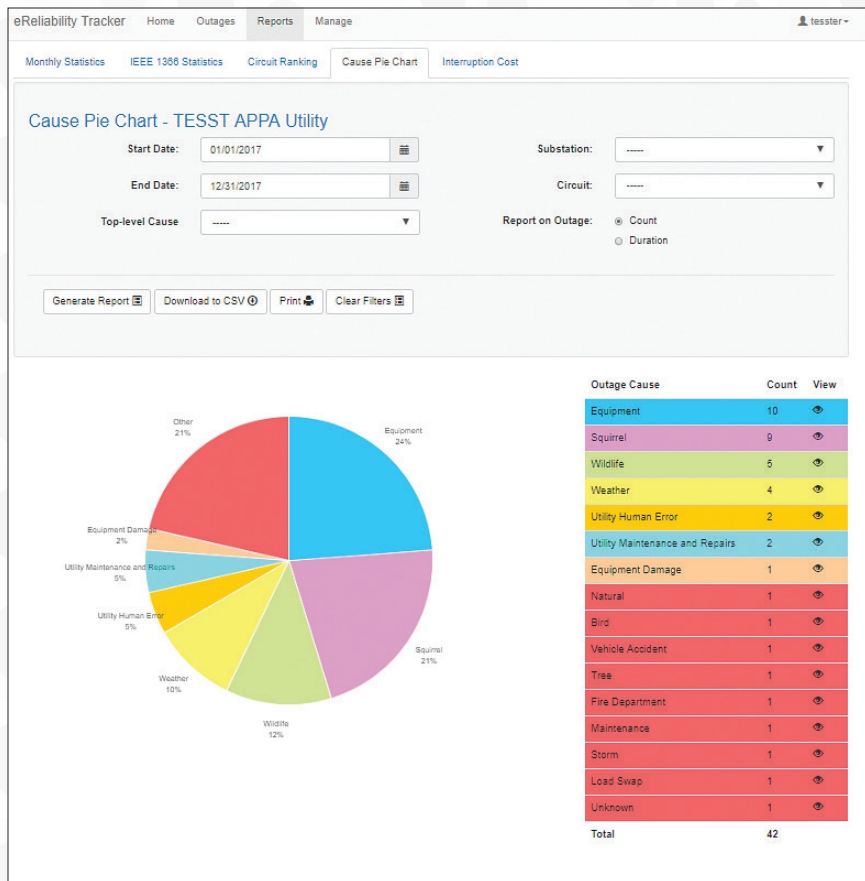 eReliability Tracker Home Outages Reports Manage tesster
Monthly Statistics IEEE 1366 Statistics Circuit Ranking Cause Pie Chart Interruption Cost
Cause Pie Chart - TESST APPA Utility
Start Date: 01/01/2017 Substation: -----
End Date: 12/31/2017 Circuit: -----
Top-level Cause ----- Report on Outage: Count
Duration
Generate Report Download to CSV Print Clear Filters
Other
21%
Equipment
24%
Equipment Damage
2%
Utility Maintenance and Repairs
5%
Utility Human Error
5%
Weather
10%
Wildlife
12%
Squirrel
21%
Outage Cause Count View
Equipment 10
Squirrel 9
Wildlife 5
Weather 4
Utility Human Error 2
Utility Maintenance and Repairs 2
Equipment Damage 1
Natural 1
Bird 1
Vehicle Accident 1
Tree 1
Fire Department 1
Maintenance 1
Storm 1
Load Swap 1
Unknown 1
Total 42